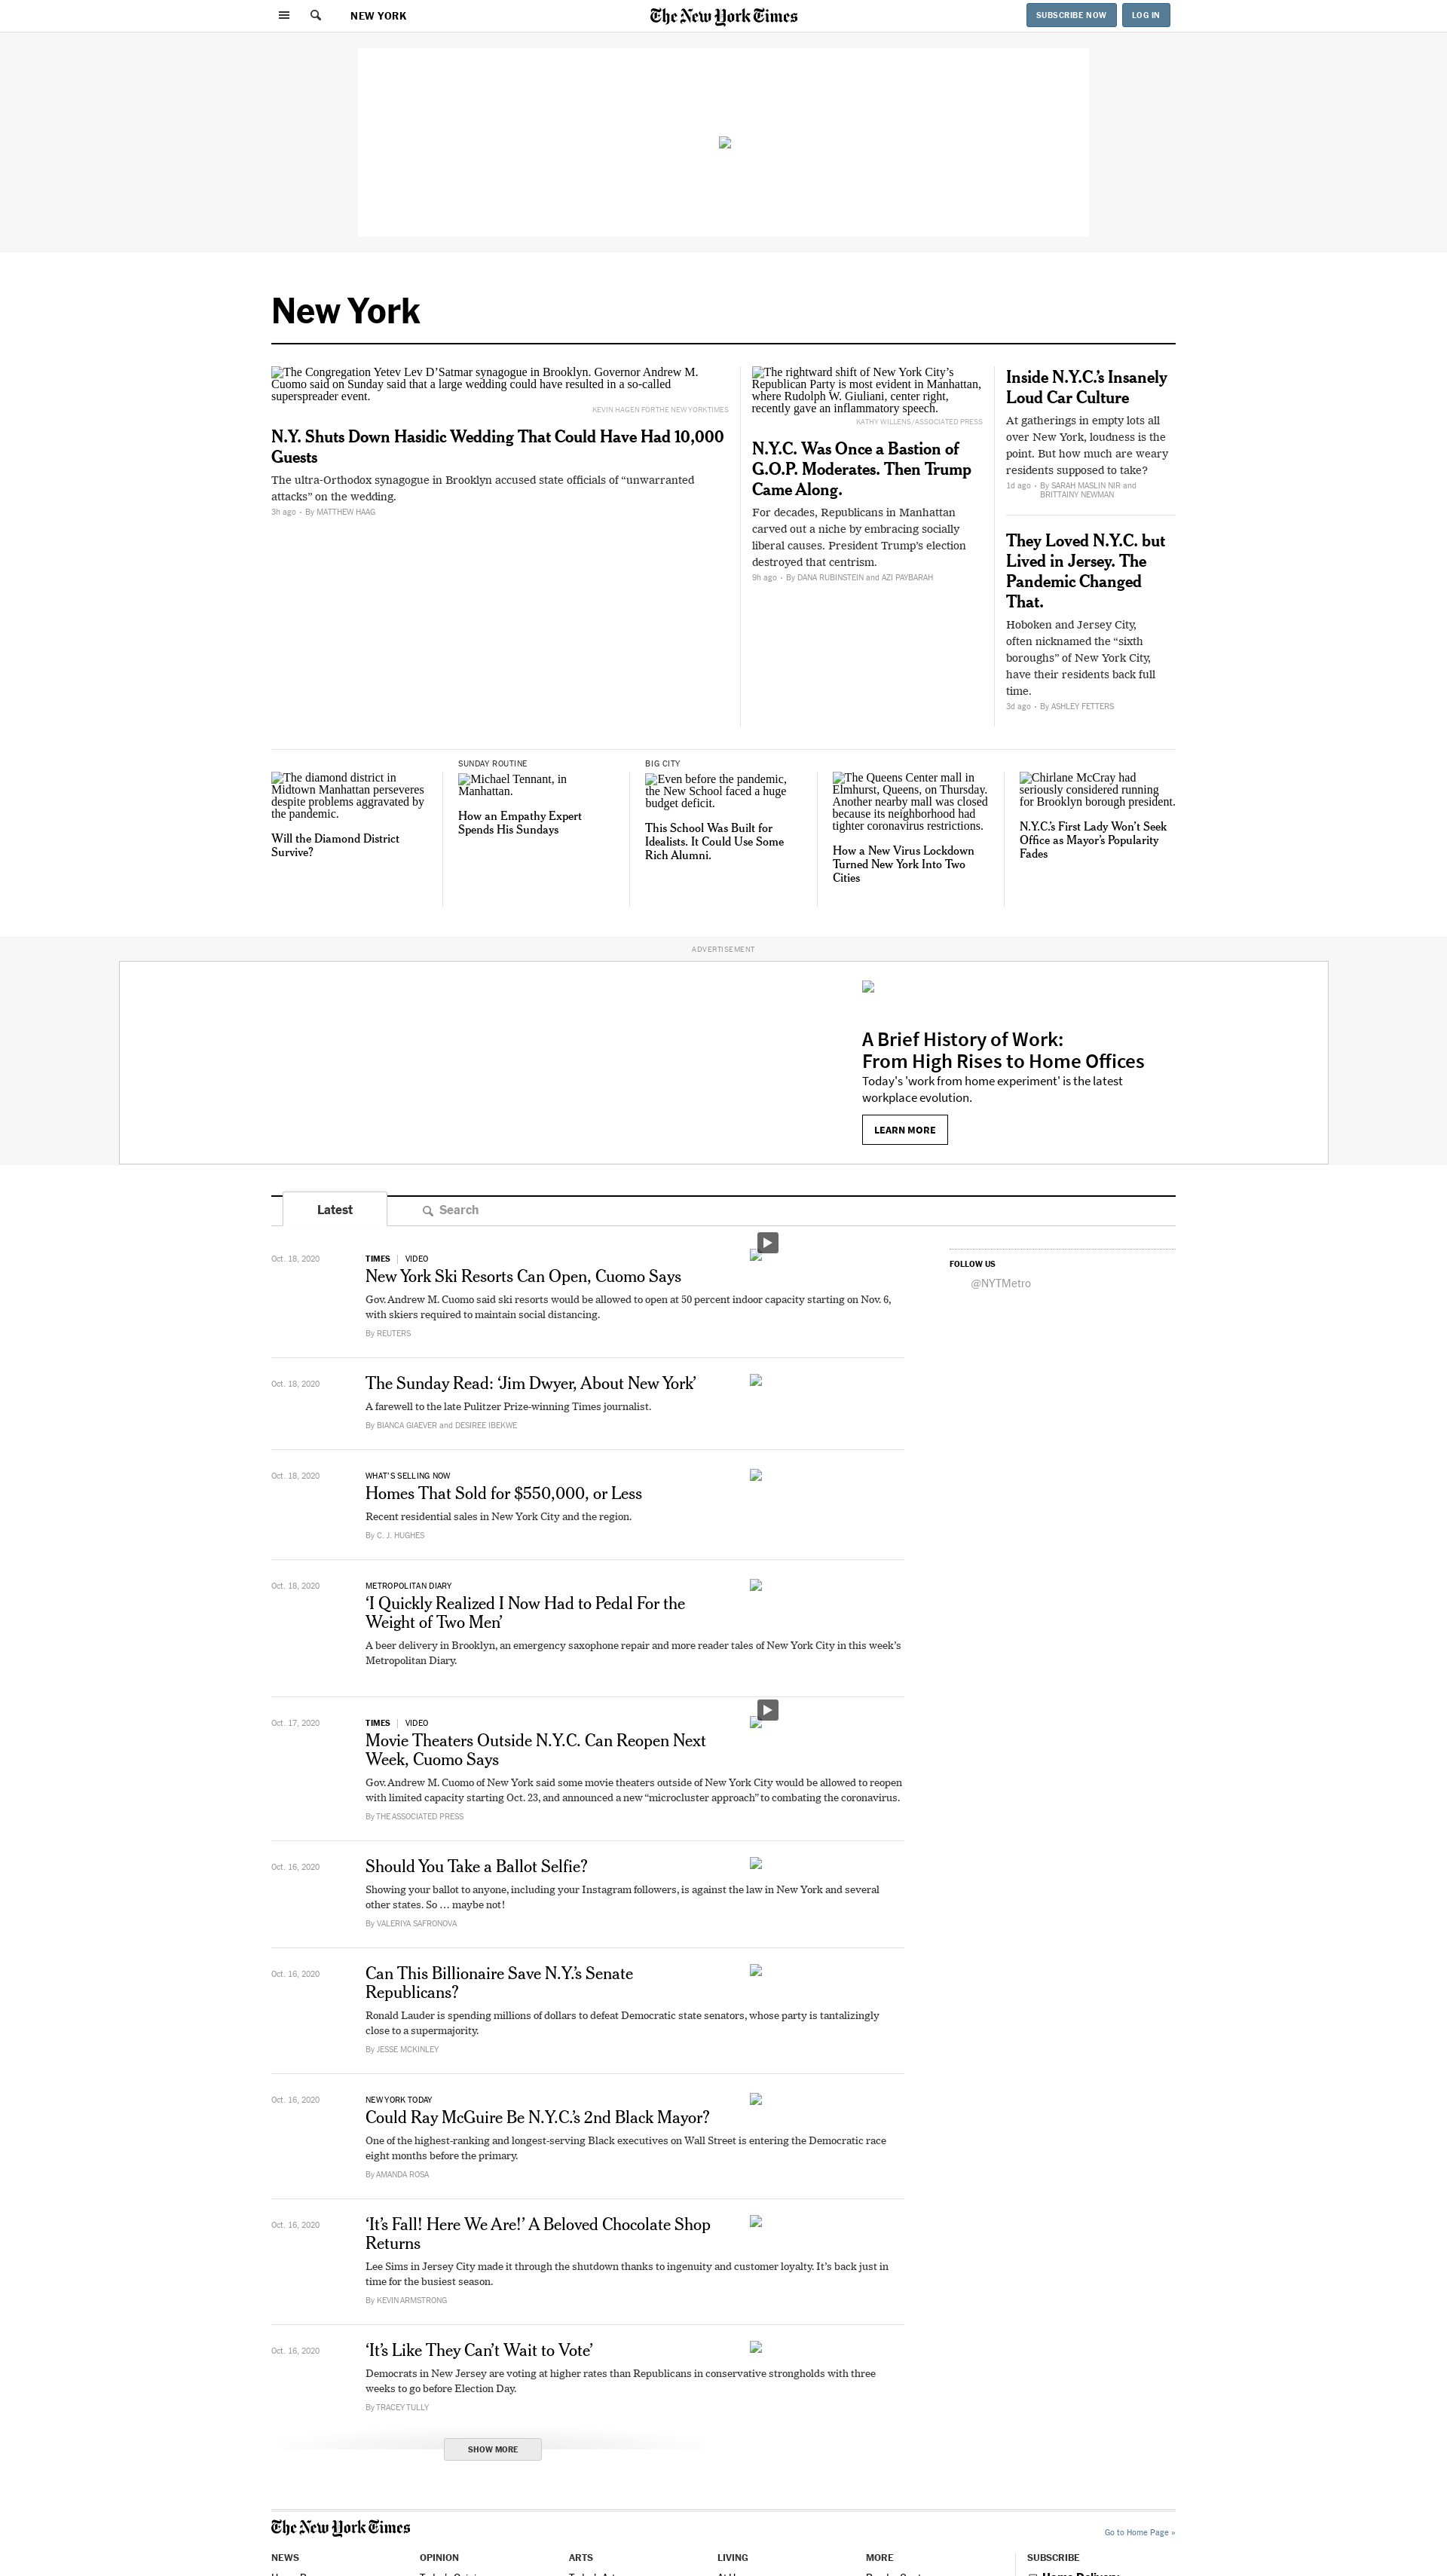 NEW YORK
The New York Times
SUBSCRIBE NOW
LOG IN
New York
The Congregation Yetev Lev D’Satmar synagogue in Brooklyn. Governor Andrew M.
Cuomo said on Sunday said that a large wedding could have resulted in a so-called
superspreader event.
KEVIN HAGEN FOR THE NEW YORK TIMES
N.Y. Shuts Down Hasidic Wedding That Could Have Had 10,000
Guests
The ultra-Orthodox synagogue in Brooklyn accused state officials of “unwarranted
attacks” on the wedding.
3h ago • By MATTHEW HAAG
The rightward shift of New York City’s
Republican Party is most evident in Manhattan,
where Rudolph W. Giuliani, center right,
recently gave an inflammatory speech.
KATHY WILLENS/ASSOCIATED PRESS
N.Y.C. Was Once a Bastion of
G.O.P. Moderates. Then Trump
Came Along.
For decades, Republicans in Manhattan
carved out a niche by embracing socially
liberal causes. President Trump’s election
destroyed that centrism.
9h ago • By DANA RUBINSTEIN and AZI PAYBARAH
Inside N.Y.C.’s Insanely
Loud Car Culture
At gatherings in empty lots all
over New York, loudness is the
point. But how much are weary
residents supposed to take?
1d ago • By SARAH MASLIN NIR and
BRITTAINY NEWMAN
They Loved N.Y.C. but
Lived in Jersey. The
Pandemic Changed
That.
Hoboken and Jersey City,
often nicknamed the “sixth
boroughs” of New York City,
have their residents back full
time.
3d ago • By ASHLEY FETTERS
The diamond district in
Midtown Manhattan perseveres
despite problems aggravated by
the pandemic.
Will the Diamond District
Survive?
SUNDAY ROUTINE
Michael Tennant, in
Manhattan.
How an Empathy Expert
Spends His Sundays
BIG CITY
Even before the pandemic,
the New School faced a huge
budget deficit.
This School Was Built for
Idealists. It Could Use Some
Rich Alumni.
The Queens Center mall in
Elmhurst, Queens, on Thursday.
Another nearby mall was closed
because its neighborhood had
tighter coronavirus restrictions.
How a New Virus Lockdown
Turned New York Into Two
Cities
Chirlane McCray had
seriously considered running
for Brooklyn borough president.
N.Y.C.’s First Lady Won’t Seek
Office as Mayor’s Popularity
Fades
ADVERTISEMENT
A Brief History of Work:
From High Rises to Home Offices
Today's 'work from home experiment' is the latest
workplace evolution.
LEARN MORE
Latest
Search
Oct. 18, 2020
TIMES | VIDEO
New York Ski Resorts Can Open, Cuomo Says
Gov. Andrew M. Cuomo said ski resorts would be allowed to open at 50 percent indoor capacity starting on Nov. 6,
with skiers required to maintain social distancing.
By REUTERS
FOLLOW US
@NYTMetro
Oct. 18, 2020
The Sunday Read: ‘Jim Dwyer, About New York’
A farewell to the late Pulitzer Prize-winning Times journalist.
By BIANCA GIAEVER and DESIREE IBEKWE
Oct. 18, 2020
WHAT'S SELLING NOW
Homes That Sold for $550,000, or Less
Recent residential sales in New York City and the region.
By C. J. HUGHES
Oct. 18, 2020
METROPOLITAN DIARY
‘I Quickly Realized I Now Had to Pedal For the
Weight of Two Men’
A beer delivery in Brooklyn, an emergency saxophone repair and more reader tales of New York City in this week’s
Metropolitan Diary.
Oct. 17, 2020
TIMES | VIDEO
Movie Theaters Outside N.Y.C. Can Reopen Next
Week, Cuomo Says
Gov. Andrew M. Cuomo of New York said some movie theaters outside of New York City would be allowed to reopen
with limited capacity starting Oct. 23, and announced a new “microcluster approach” to combating the coronavirus.
By THE ASSOCIATED PRESS
Oct. 16, 2020
Should You Take a Ballot Selfie?
Showing your ballot to anyone, including your Instagram followers, is against the law in New York and several
other states. So … maybe not!
By VALERIYA SAFRONOVA
Oct. 16, 2020
Can This Billionaire Save N.Y.’s Senate
Republicans?
Ronald Lauder is spending millions of dollars to defeat Democratic state senators, whose party is tantalizingly
close to a supermajority.
By JESSE MCKINLEY
Oct. 16, 2020
NEW YORK TODAY
Could Ray McGuire Be N.Y.C.’s 2nd Black Mayor?
One of the highest-ranking and longest-serving Black executives on Wall Street is entering the Democratic race
eight months before the primary.
By AMANDA ROSA
Oct. 16, 2020
‘It’s Fall! Here We Are!’ A Beloved Chocolate Shop
Returns
Lee Sims in Jersey City made it through the shutdown thanks to ingenuity and customer loyalty. It’s back just in
time for the busiest season.
By KEVIN ARMSTRONG
Oct. 16, 2020
‘It’s Like They Can’t Wait to Vote’
Democrats in New Jersey are voting at higher rates than Republicans in conservative strongholds with three
weeks to go before Election Day.
By TRACEY TULLY
SHOW MORE
The New York Times
Go to Home Page »
NEWS
OPINION
ARTS
LIVING
MORE
SUBSCRIBE